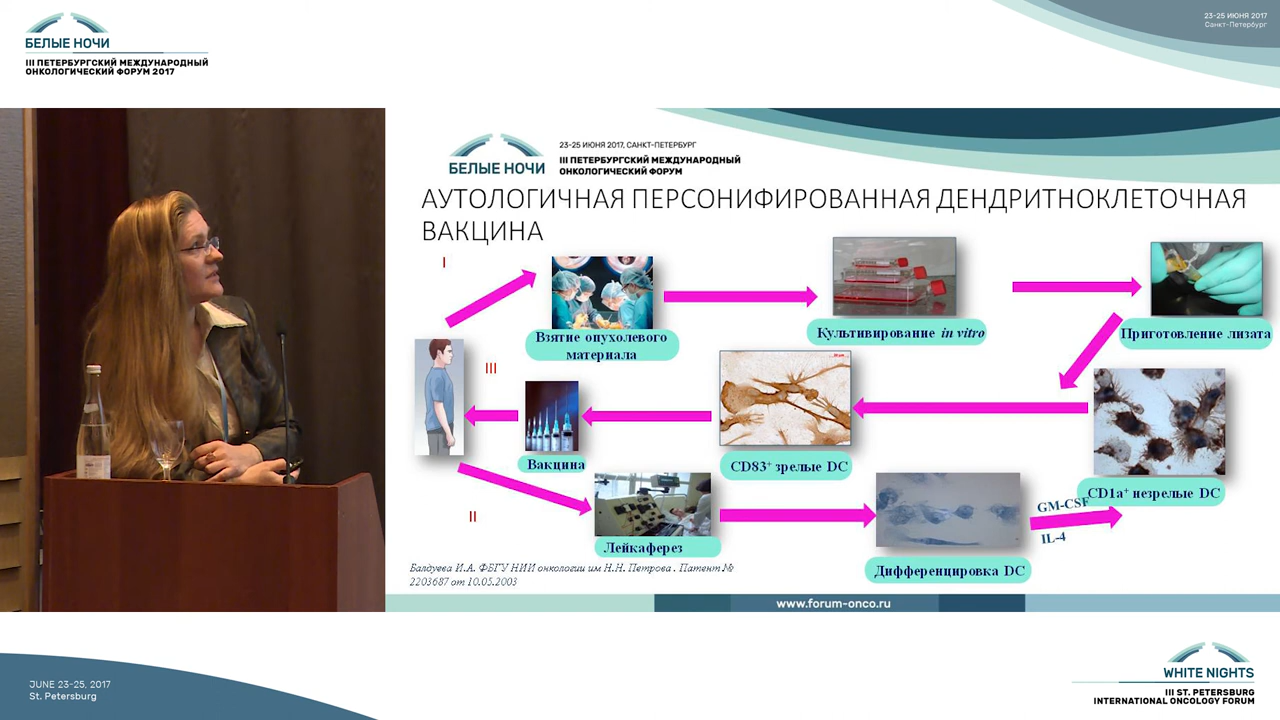 БЕЛЫЕ НОЧИ
III ПЕТЕРБУРГСКИЙ МЕЖДУНАРОДНЫЙ
ОНКОЛОГИЧЕСКИЙ ФОРУМ 2017
23-25 ИЮНЯ 2017
Санкт-Петербург
БЕЛЫЕ НОЧИ
23-25 ИЮНЯ 2017, САНКТ-ПЕТЕРБУРГ
III ПЕТЕРБУРГСКИЙ МЕЖДУНАРОДНЫЙ
ОНКОЛОГИЧЕСКИЙ ФОРУМ
АУТОЛОГИЧНАЯ ПЕРСОНИФИРОВАННАЯ ДЕНДРИТНОКЛЕТОЧНАЯ
ВАКЦИНА
I
Взятие опухолевого
материала
Культивирование in vitro
Приготовление лизата
III
Вакцина
CD83+ зрелые DC
CD1a+ незрелые DC
II
Лейкаферез
Дифференцировка DC
GM-CSF
IL-4
Балдуева И.А. ФБГУ НИИ онкологии им Н.Н. Петрова . Патент №
2203687 от 10.05.2003
www.forum-onco.ru
JUNE 23-25, 2017
St. Petersburg
WHITE NIGHTS
III ST. PETERSBURG
INTERNATIONAL ONCOLOGY FORUM